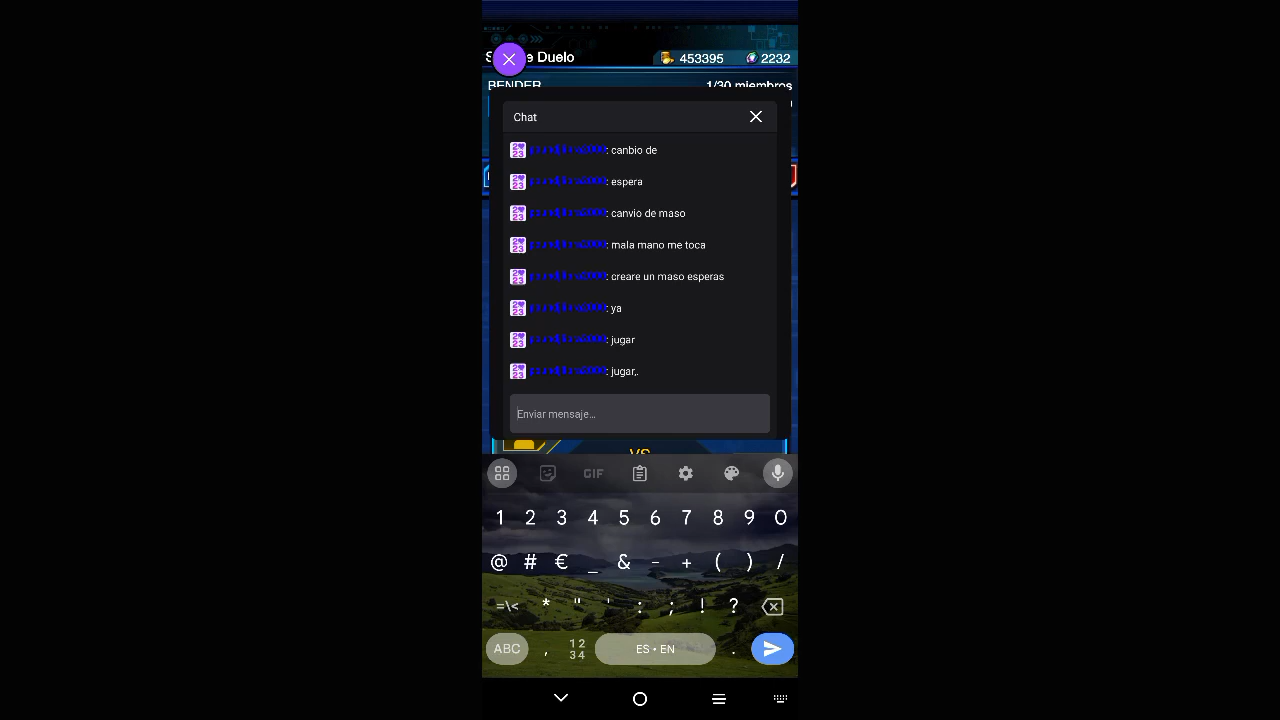 e Duelo
453395
2232
BENDER
1/30 miembros
Chat
: canbio de
: espera
: canvio de maso
: mala mano me toca
: creare un maso esperas
: ya
: jugar
: jugar,.
Enviar mensaje...
VS
GIF
1 2 3 4 5 6 7 8 9 0
@ # € _ & - + ( ) /
=\< * " ' : ; ! ?
ABC , 12 34 ES • EN .